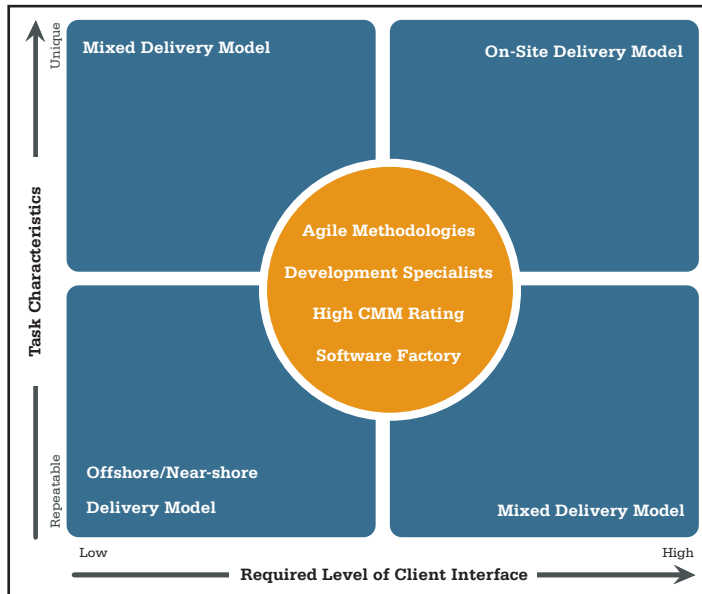 Unique
Mixed Delivery Model
On-Site Delivery Model
Task Characteristics
Agile Methodologies
Development Specialists
High CMM Rating
Software Factory
Repeatable
Offshore/Near-shore
Delivery Model
Mixed Delivery Model
Low
High
Required Level of Client Interface